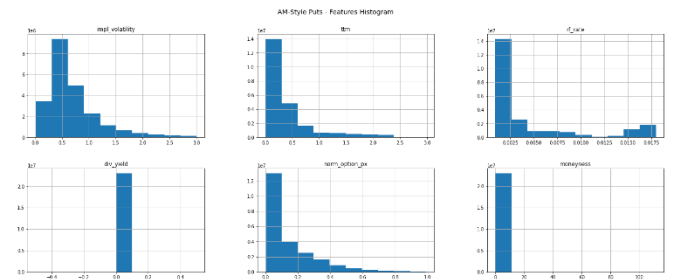 AM-Style Puts - Features Histogram
impl_volatility
ttm
rf_rate
1e6
1e7
1e7
8
6
4
2
0
1.4
1.2
1.0
0.8
0.6
0.4
0.2
0.0
1.4
1.2
1.0
0.8
0.6
0.4
0.2
0.0
0.0 0.5 1.0 1.5 2.0 2.5 3.0
0.0 0.5 1.0 1.5 2.0 2.5 3.0
0.0025 0.0050 0.0075 0.0100 0.0125 0.0150 0.0175
div_yield
norm_option_px
moneyness
1e7
1e7
1e7
2.0
1.5
1.0
0.5
0.0
1.2
1.0
0.8
0.6
0.4
0.2
0.0
2.0
1.5
1.0
0.5
0.0
-0.4 -0.2 0.0 0.2 0.4
0.0 0.2 0.4 0.6 0.8 1.0
0 20 40 60 80 100